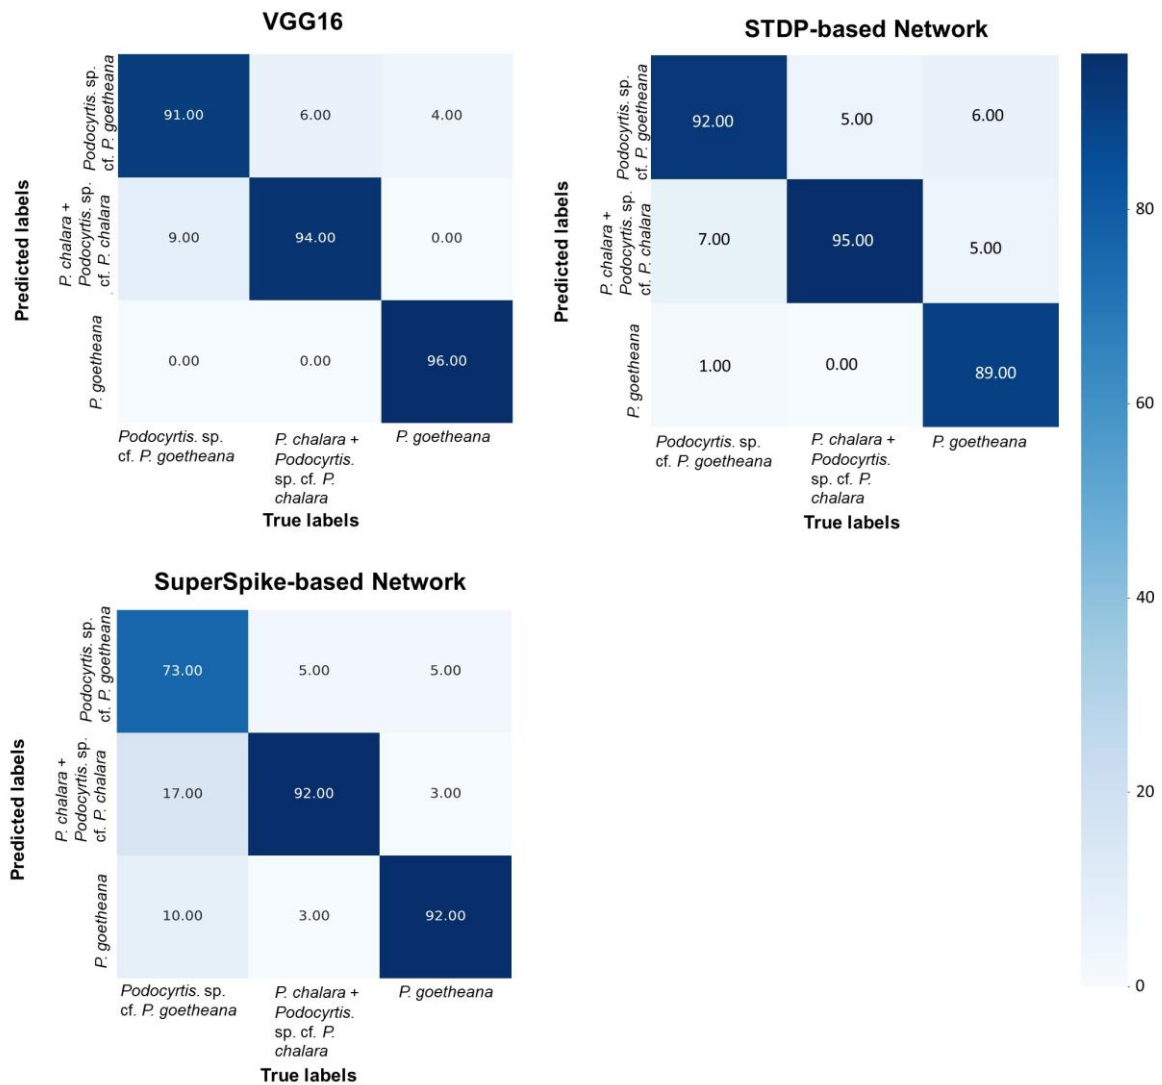 VGG16
Predicted labels
Podocyrtis. sp.
cf. P. goetheana
P. chalara +
Podocyrtis. sp.
cf. P. chalara
P. goetheana
91.00 6.00 4.00
9.00 94.00 0.00
0.00 0.00 96.00
Podocyrtis. sp.
cf. P. goetheana
P. chalara +
Podocyrtis.
sp. cf. P.
chalara
P. goetheana
True labels
STDP-based Network
Predicted labels
Podocyrtis. sp.
cf. P. goetheana
P. chalara +
Podocyrtis. sp.
cf. P. chalara
P. goetheana
92.00 5.00 6.00
7.00 95.00 5.00
1.00 0.00 89.00
Podocyrtis. sp.
cf. P. goetheana
P. chalara +
Podocyrtis.
sp. cf. P.
chalara
P. goetheana
True labels
80
60
40
20
0
SuperSpike-based Network
Predicted labels
Podocyrtis. sp.
cf. P. goetheana
P. chalara +
Podocyrtis. sp.
cf. P. chalara
P. goetheana
73.00 5.00 5.00
17.00 92.00 3.00
10.00 3.00 92.00
Podocyrtis. sp.
cf. P. goetheana
P. chalara +
Podocyrtis.
sp. cf. P.
chalara
P. goetheana
True labels